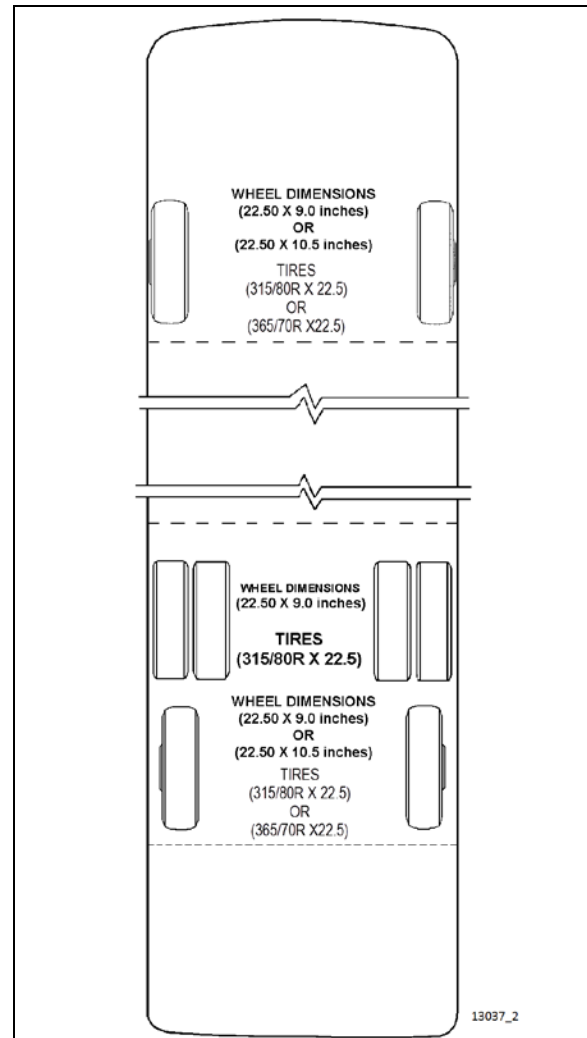 WHEEL DIMENSIONS
(22.50 X 9.0 inches)
OR
(22.50 X 10.5 inches)
TIRES
(315/80R X 22.5)
OR
(365/70R X22.5)
WHEEL DIMENSIONS
(22.50 X 9.0 inches)
TIRES
(315/80R X 22.5)
WHEEL DIMENSIONS
(22.50 X 9.0 inches)
OR
(22.50 X 10.5 inches)
TIRES
(315/80R X 22.5)
OR
(365/70R X22.5)
13037_2